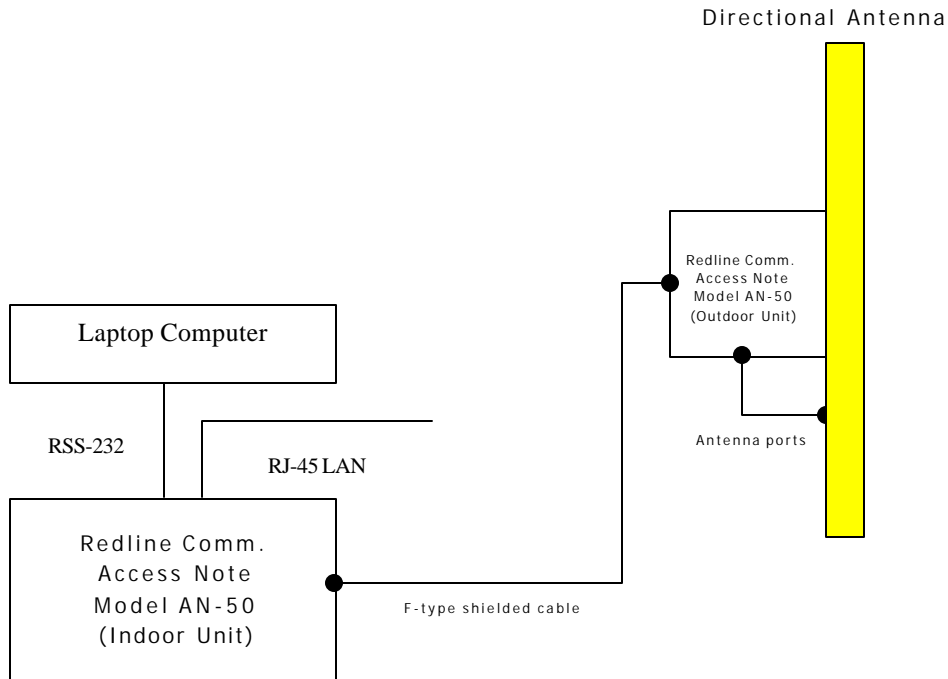 Directional Antenna
Redline Comm.
Access Note
Model AN-50
(Outdoor Unit)
Laptop Computer
RSS-232
RJ-45 LAN
Antenna ports
Redline Comm.
Access Note
Model AN-50
(Indoor Unit)
F-type shielded cable